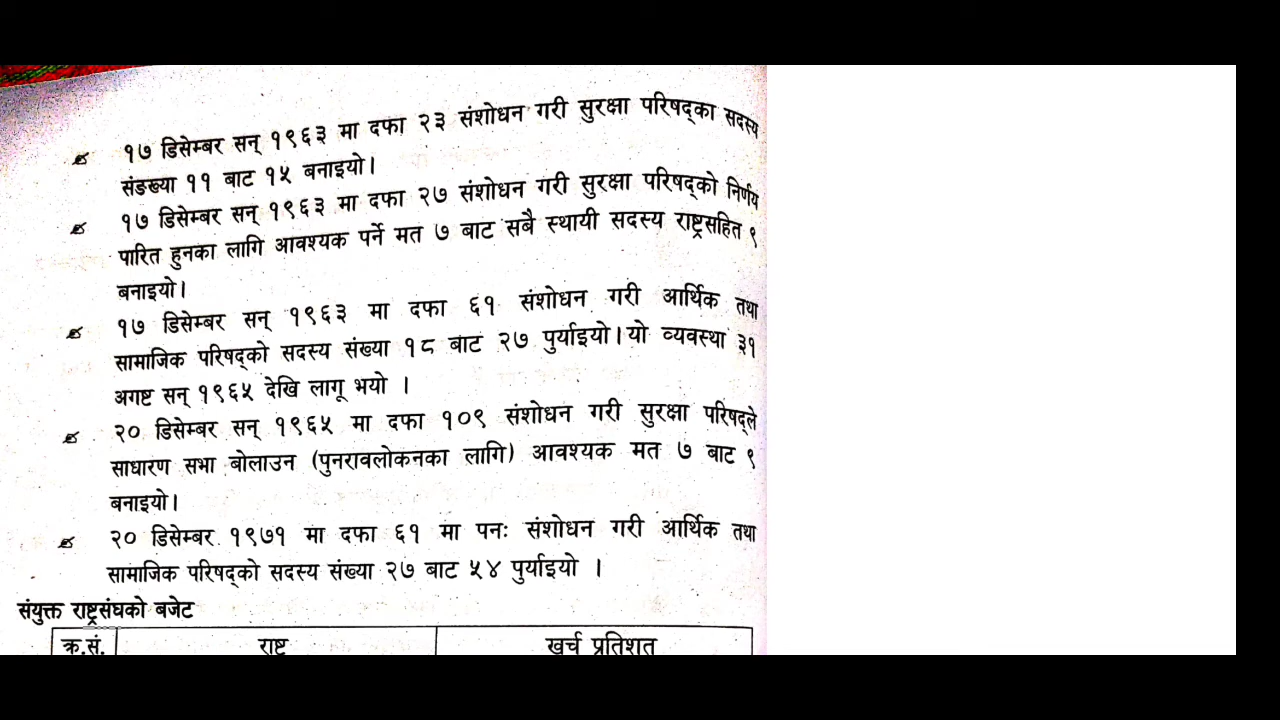 १७ डिसेम्बर सन् १९६३ मा दफा २३ संशोधन गरी सुरक्षा परिषद्का सदस्य
संङख्या ११ बाट १५ बनाइयो।
१७ डिसेम्बर सन् १९६३ मा दफा २७ संशोधन गरी सुरक्षा परिषद्को निर्णय
पारित हुनका लागि आवश्यक पर्ने मत ७ बाट सबै स्थायी सदस्य राष्ट्रसहित ९
बनाइयो।
१७ डिसेम्बर सन् १९६३ मा दफा ६१ संशोधन गरी आर्थिक तथा
सामाजिक परिषद्को सदस्य संख्या १८ बाट २७ पुर्याइयो।यो व्यवस्था ३१
अगष्ट सन् १९६५ देखि लागू भयो ।
२० डिसेम्बर सन् १९६५ मा दफा १०९ संशोधन गरी सुरक्षा परिषद्ले
साधारण सभा बोलाउन (पुनरावलोकनका लागि) आवश्यक मत ७ बाट ९
बनाइयो।
२० डिसेम्बर १९७१ मा दफा ६१ मा पनः संशोधन गरी आर्थिक तथा
सामाजिक परिषद्को सदस्य संख्या २७ बाट ५४ पुर्याइयो ।
संयुक्त राष्ट्रसंघको बजेट
क्र.सं. राष्ट खर्च प्रतिशत